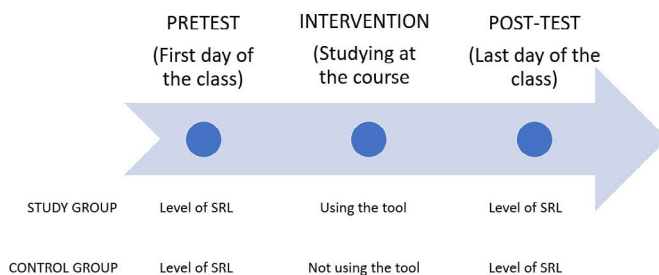 PRETEST
(First day of
the class)
INTERVENTION
(Studying at
the course
POST-TEST
(Last day of the
class)
STUDY GROUP Level of SRL Using the tool Level of SRL
CONTROL GROUP Level of SRL Not using the tool Level of SRL